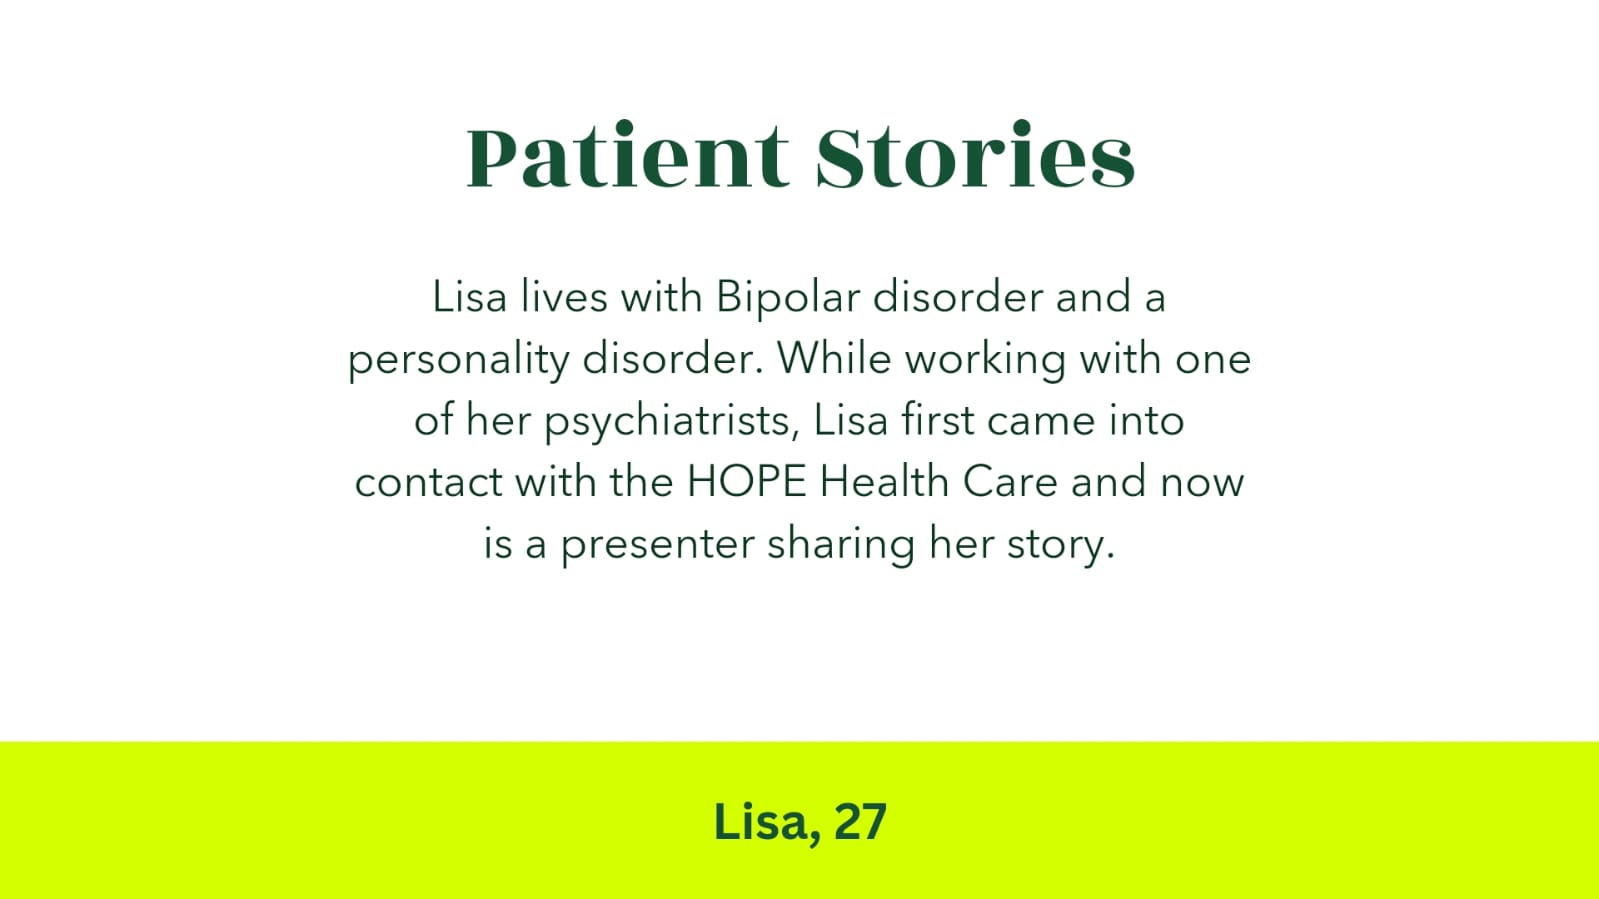 Patient Stories
Lisa lives with Bipolar disorder and a
personality disorder. While working with one
of her psychiatrists, Lisa first came into
contact with the HOPE Health Care and now
is a presenter sharing her story.
Lisa, 27